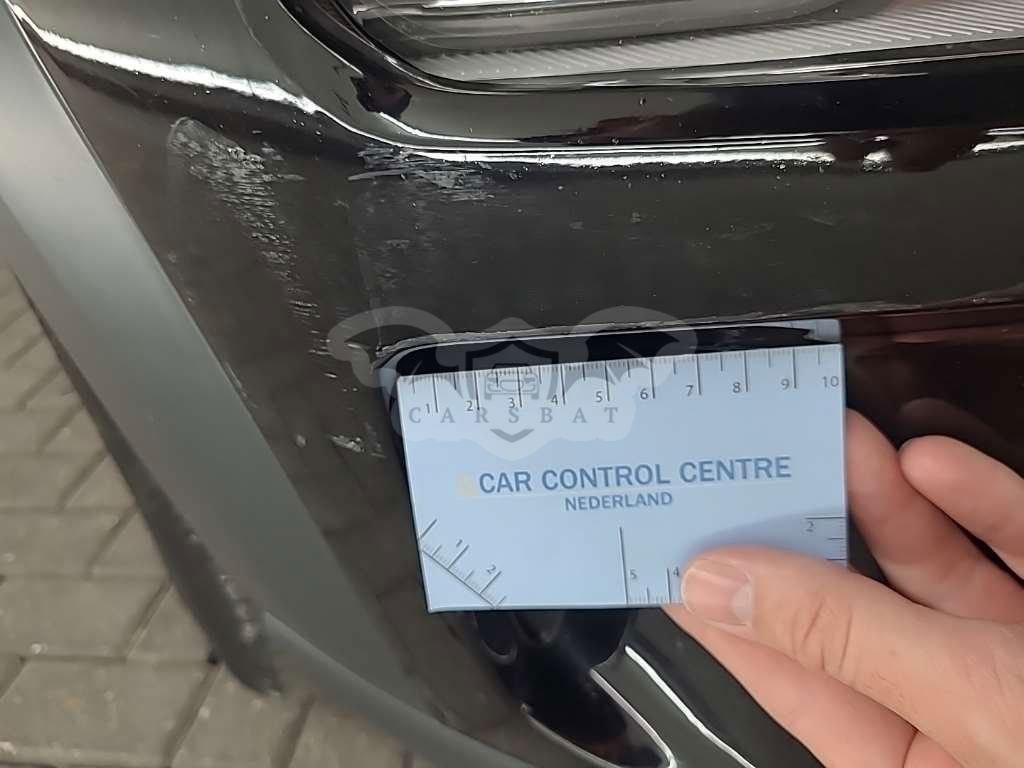 1 2 3 4 5 6 7 8 9 10
CARSBAT
CAR CONTROL CENTRE
NEDERLAND
2
2
5 4